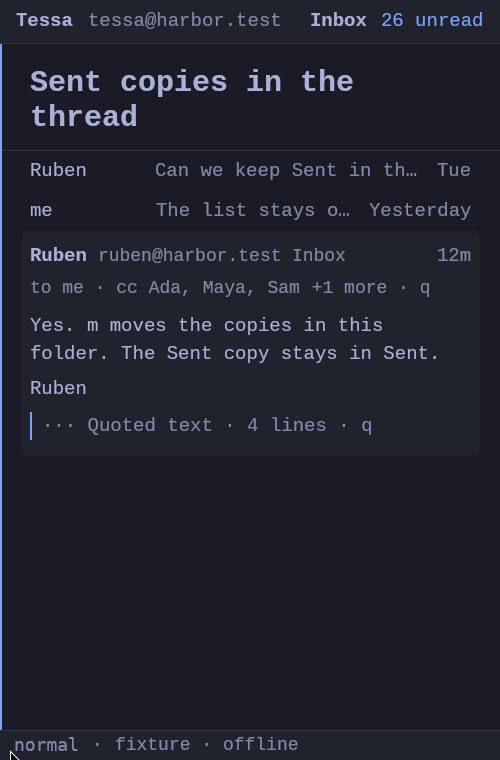 Tessa tessa@harbor.test Inbox 26 unread
Sent copies in the
thread
Ruben Can we keep Sent in th… Tue
me The list stays o… Yesterday
Ruben ruben@harbor.test Inbox 12m
to me · cc Ada, Maya, Sam +1 more · q
Yes. m moves the copies in this
folder. The Sent copy stays in Sent.
Ruben
··· Quoted text · 4 lines · q
normal · fixture · offline